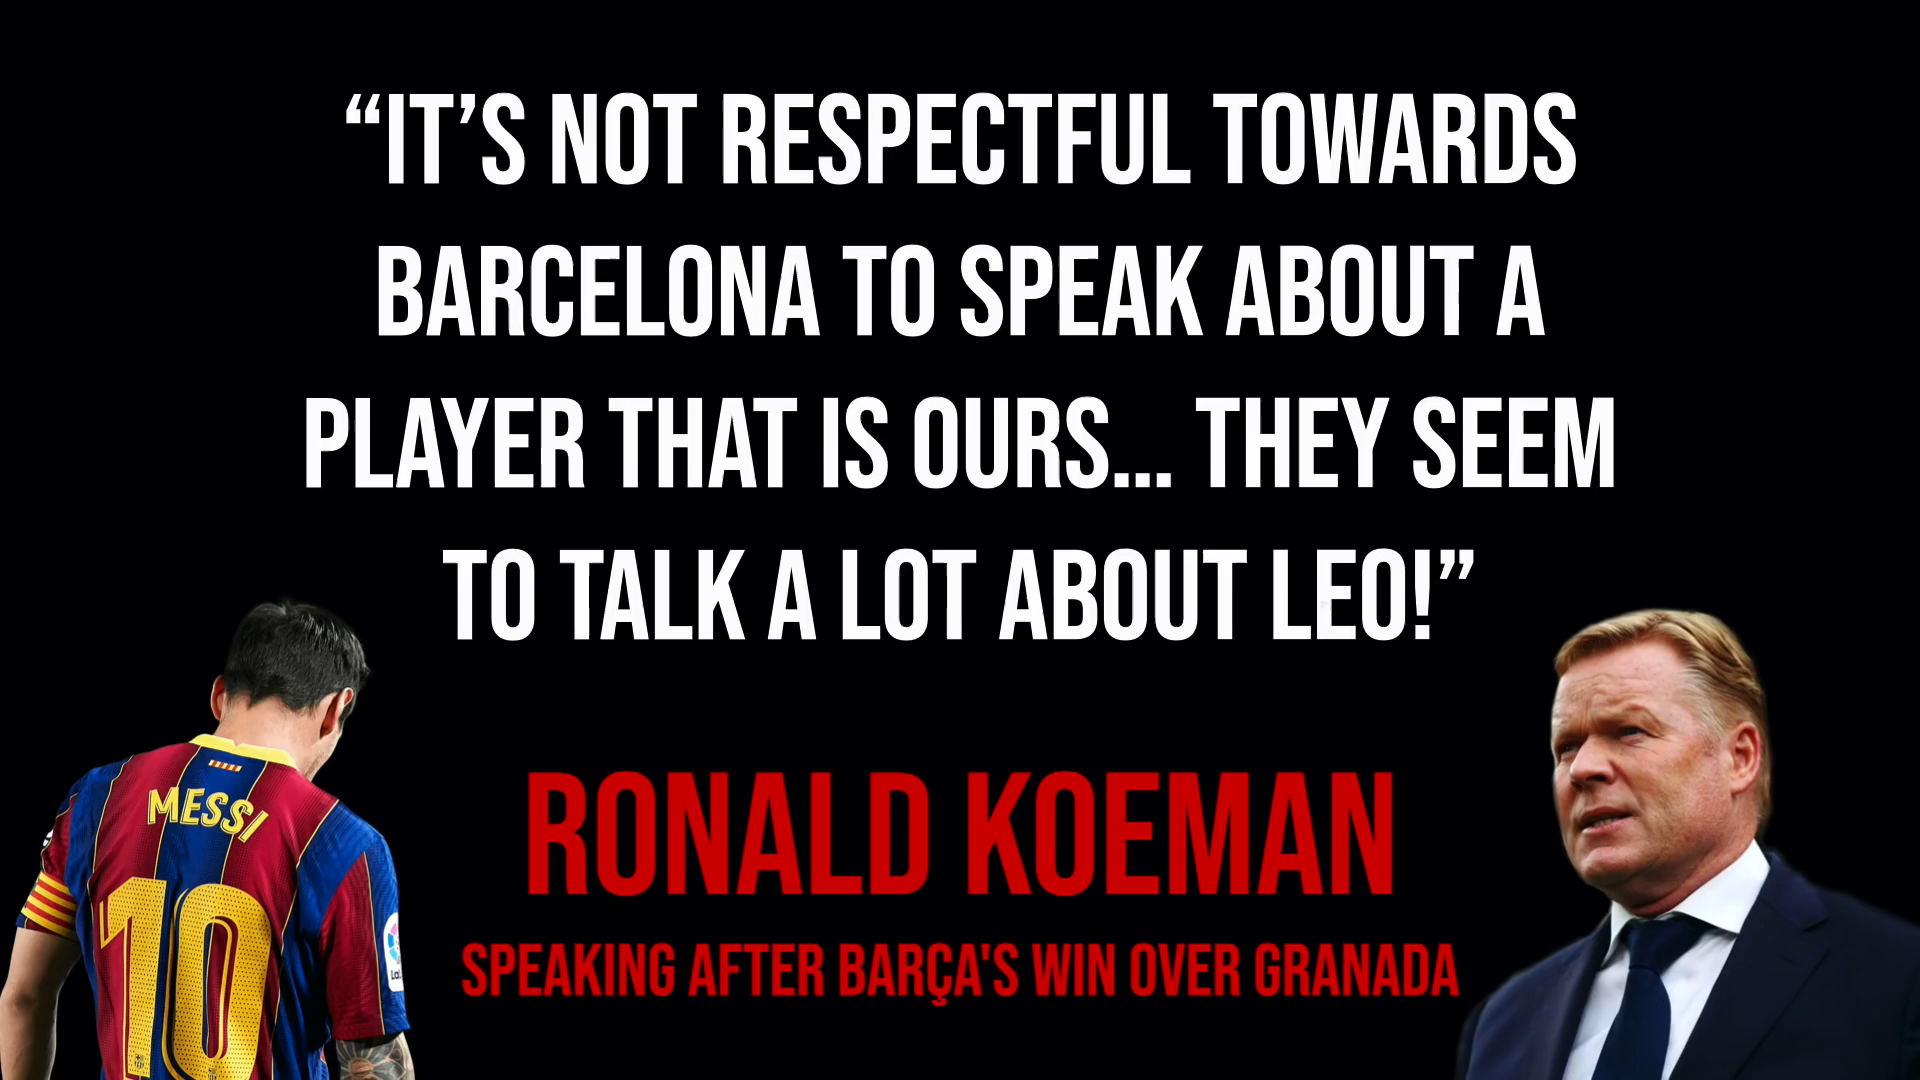 “IT’S NOT RESPECTFUL TOWARDS
BARCELONA TO SPEAK ABOUT A
PLAYER THAT IS OURS... THEY SEEM
TO TALK A LOT ABOUT LEO!”
RONALD KOEMAN
SPEAKING AFTER BARÇA'S WIN OVER GRANADA
MESSI
10